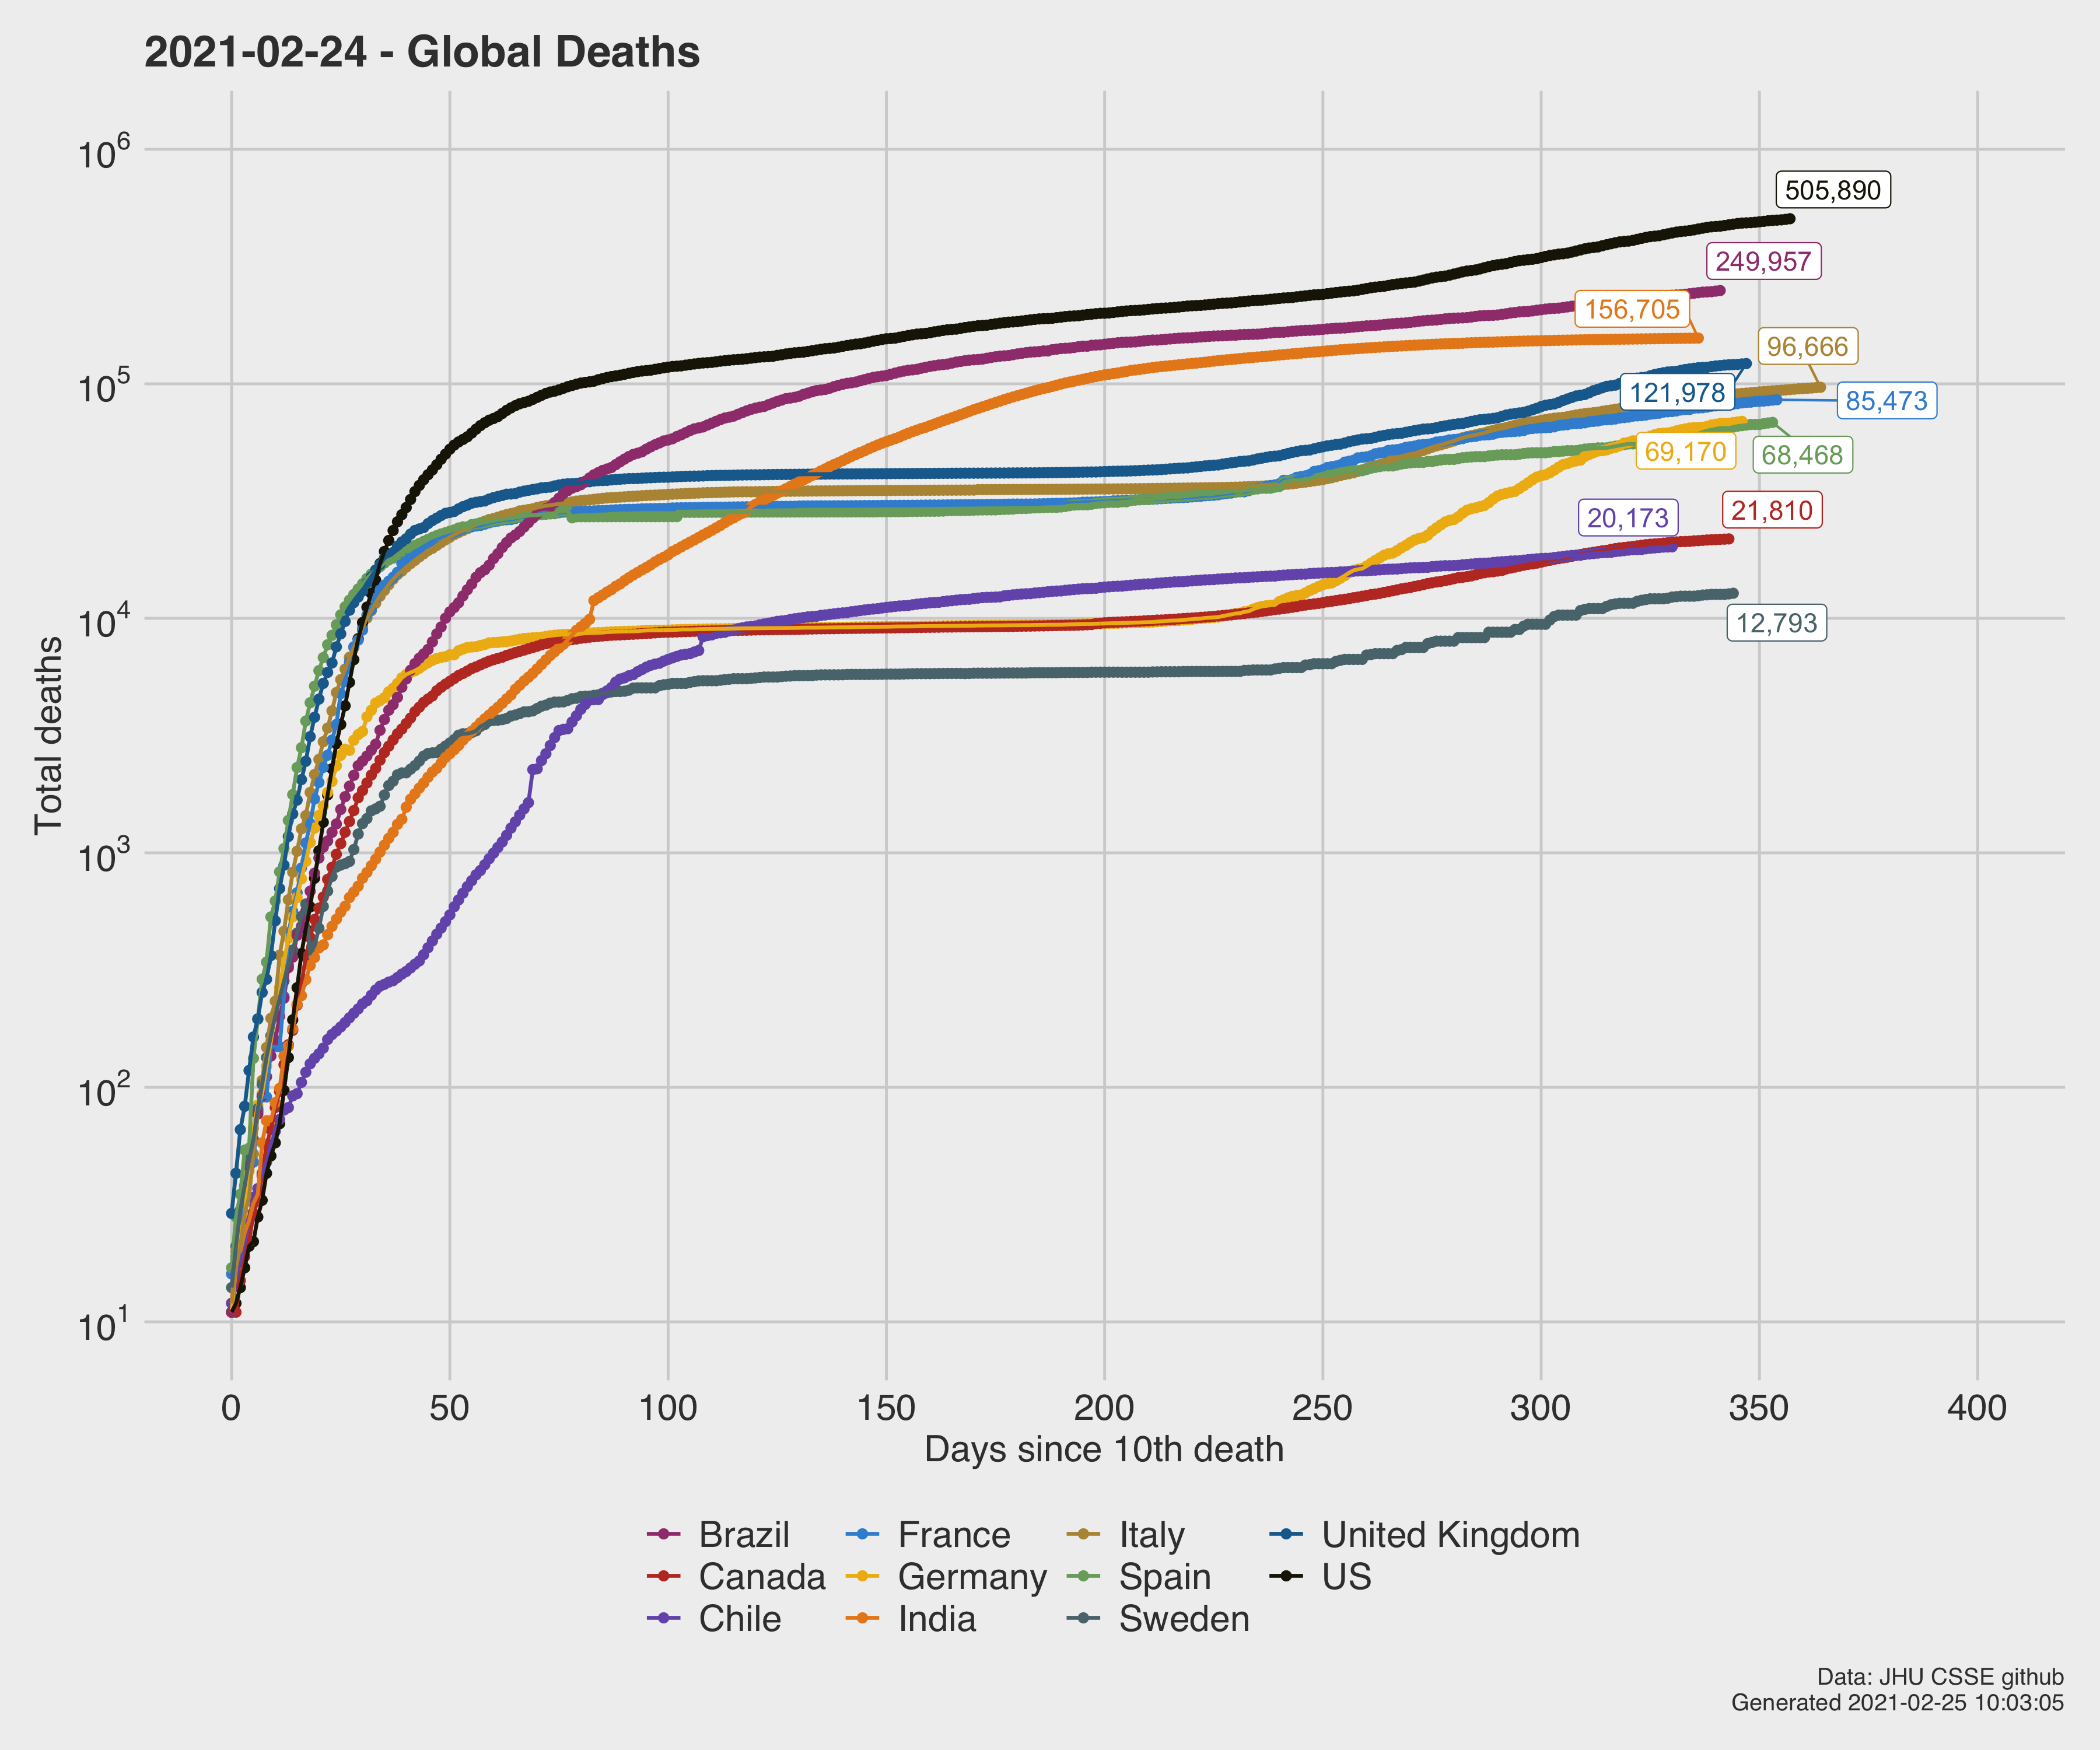 2021-02-24 - Global Deaths
10^6
10^5
10^4
10^3
10^2
10^1
Total deaths
505,890
249,957
156,705
96,666
121,978
85,473
69,170
68,468
20,173
21,810
12,793
0 50 100 150 200 250 300 350 400
Days since 10th death
Brazil France Italy United Kingdom
Canada Germany Spain US
Chile India Sweden
Data: JHU CSSE github
Generated 2021-02-25 10:03:05